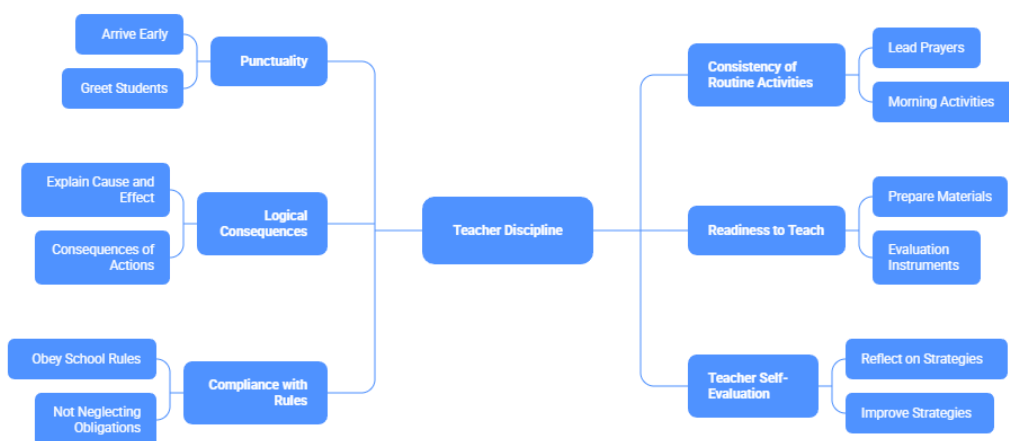 Arrive Early
Greet Students
Punctuality
Explain Cause and
Effect
Consequences of
Actions
Logical
Consequences
Obey School Rules
Not Neglecting
Obligations
Compliance with
Rules
Teacher Discipline
Consistency of
Routine Activities
Lead Prayers
Morning Activities
Readiness to Teach
Prepare Materials
Evaluation
Instruments
Teacher Self-
Evaluation
Reflect on Strategies
Improve Strategies